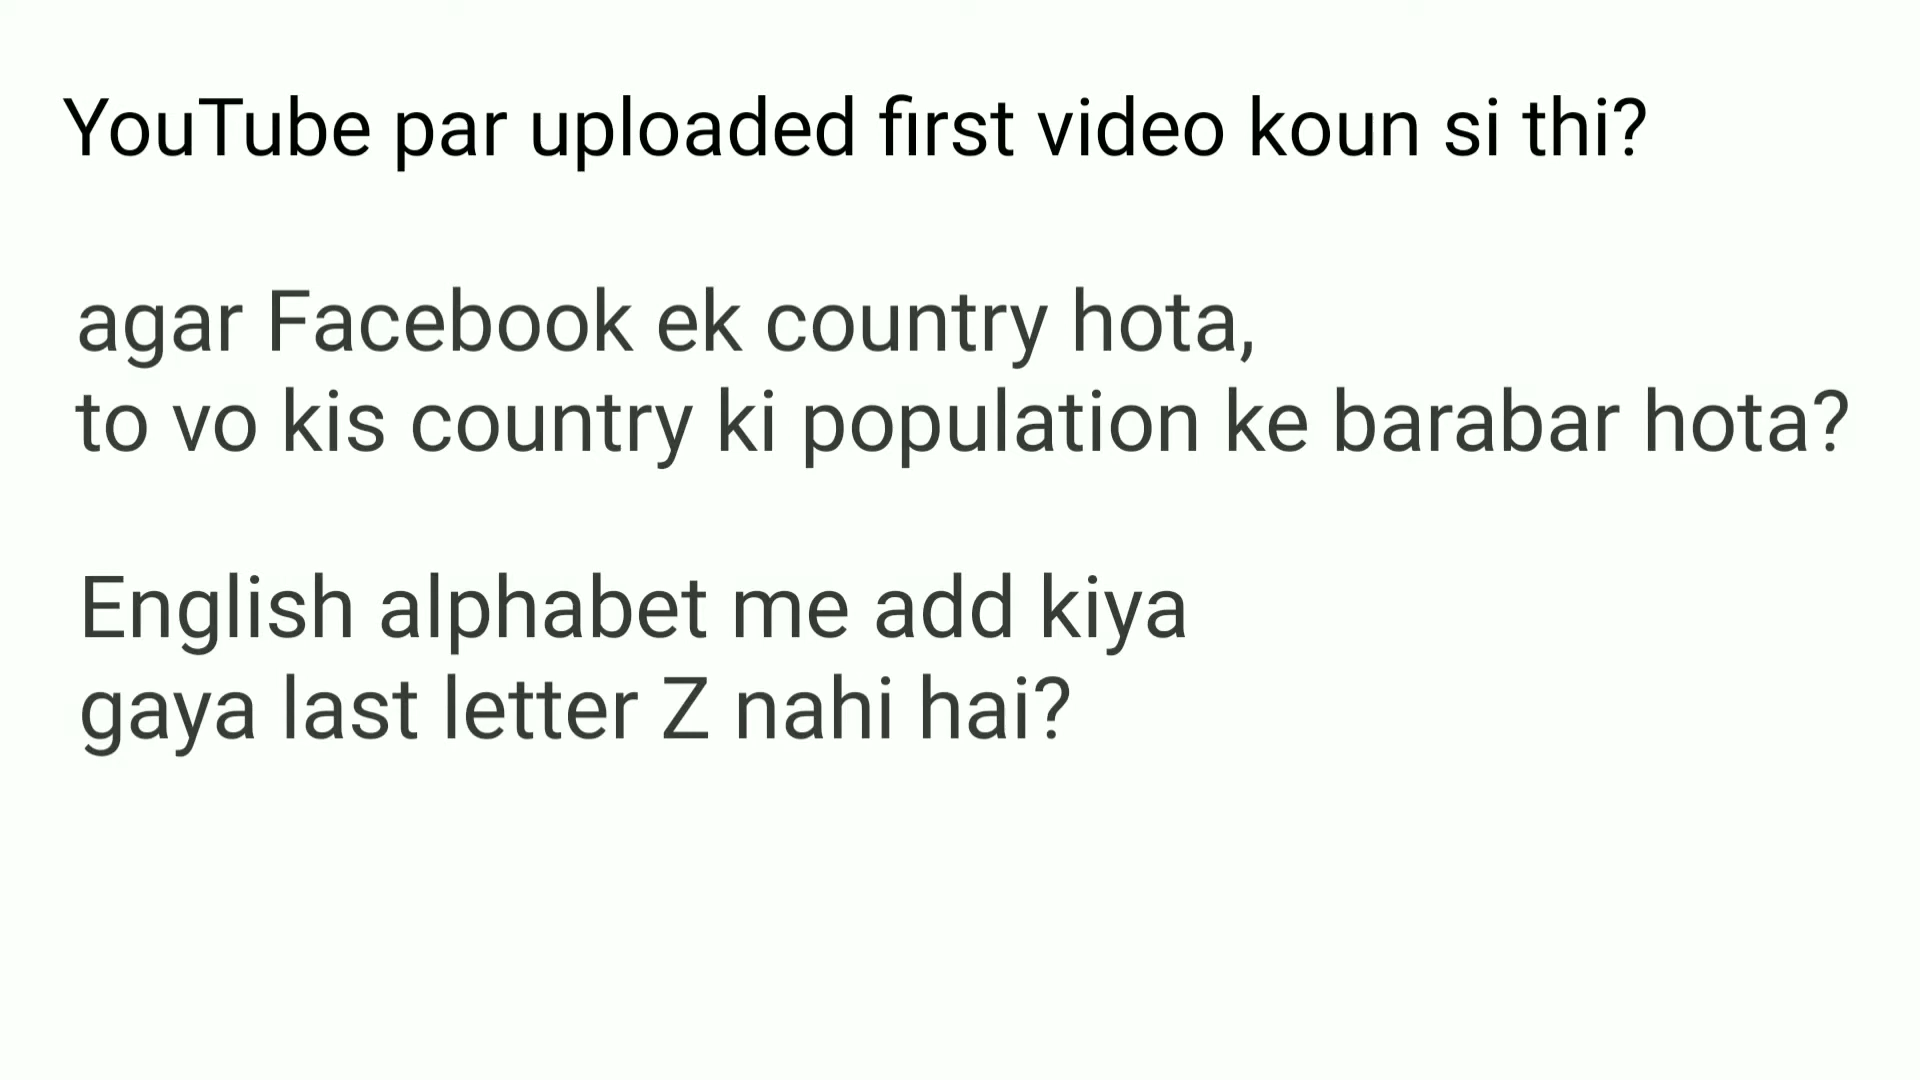 YouTube par uploaded first video koun si thi?
agar Facebook ek country hota,
to vo kis country ki population ke barabar hota?
English alphabet me add kiya
gaya last letter Z nahi hai?